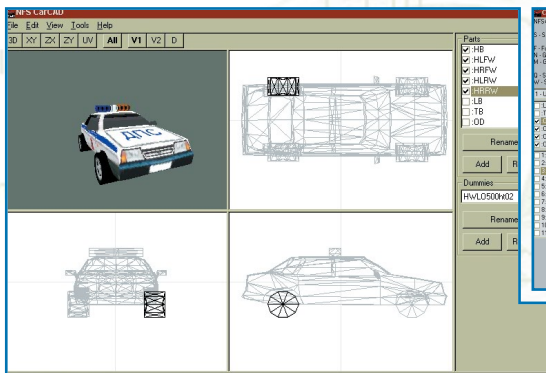 NFS CarCAD
File Edit View Tools Help
3D XY ZX ZY UV All V1 V2 D
Parts
:HB
:HLFW
:HRFW
:HLRW
:HRRW
:LB
:TB
:OD
Rename
Add
Dummies
HWLO500ht02
Rename
Add
ДПС